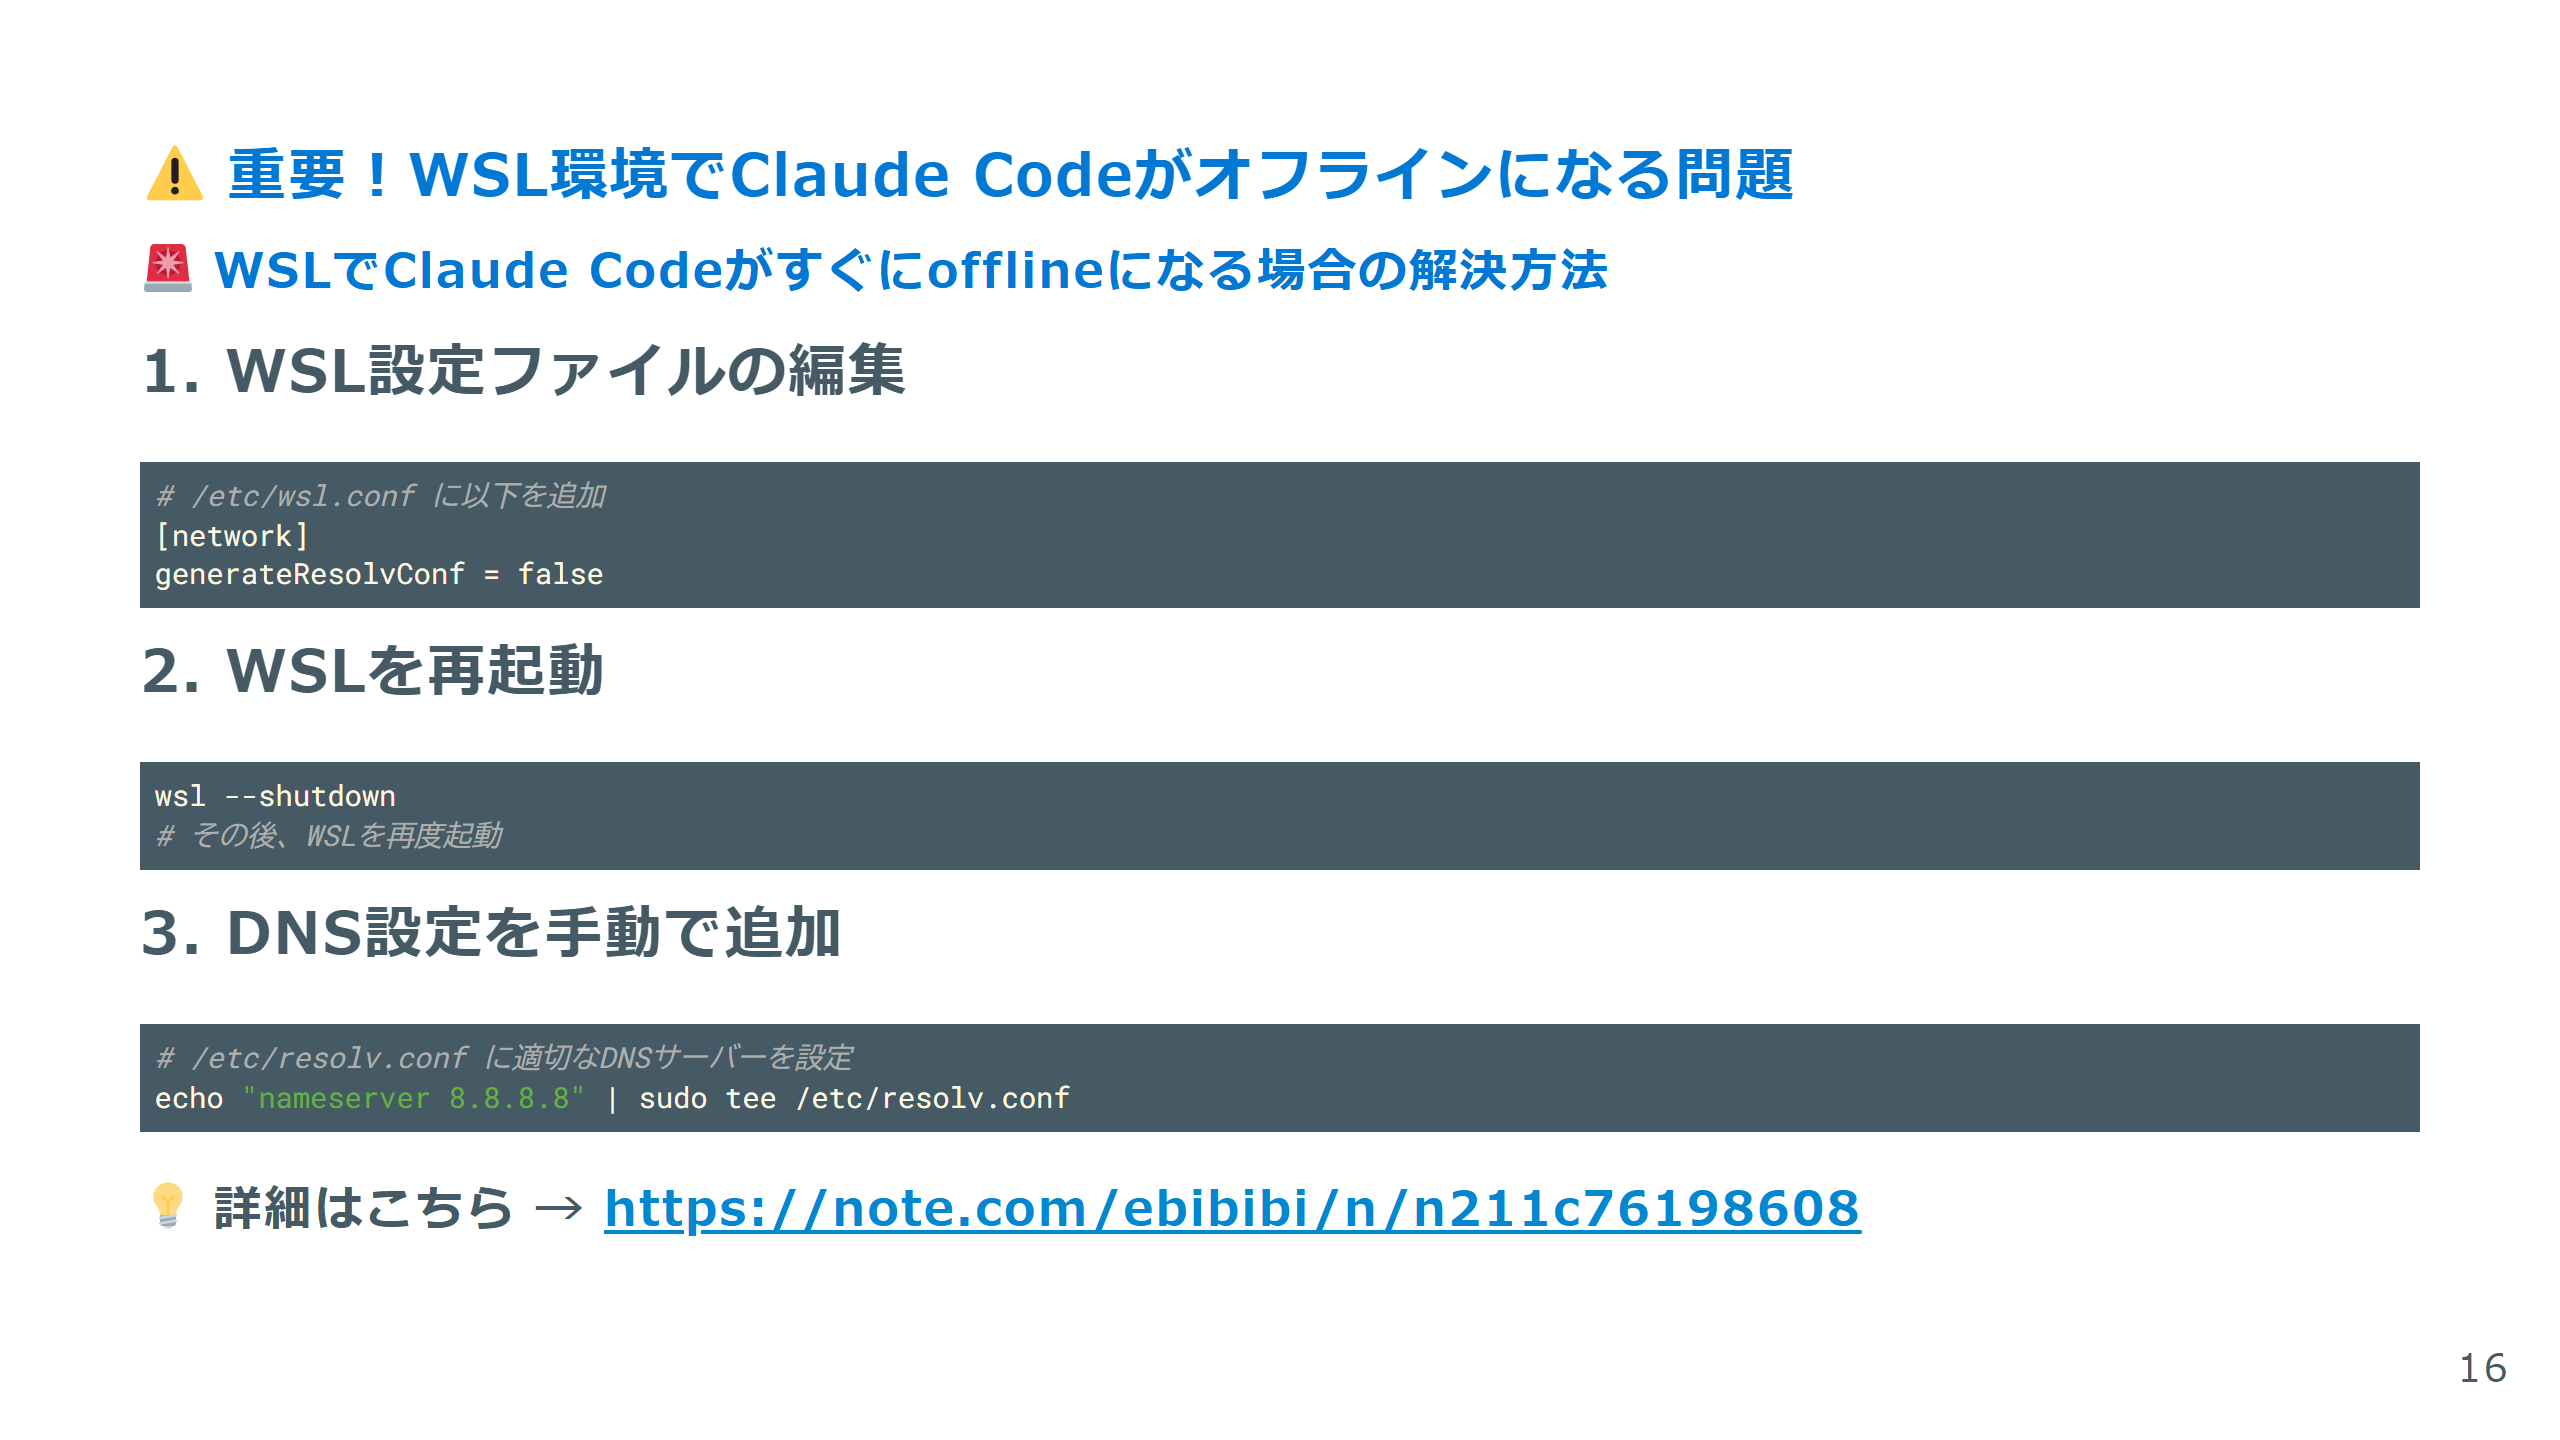 ⚠️ 重要！WSL環境でClaude Codeがオフラインになる問題
🚨 WSLでClaude Codeがすぐにofflineになる場合の解決方法
1. WSL設定ファイルの編集
# /etc/wsl.conf に以下を追加
[network]
generateResolvConf = false
2. WSLを再起動
wsl --shutdown
# その後、WSLを再度起動
3. DNS設定を手動で追加
# /etc/resolv.conf に適切なDNSサーバーを設定
echo "nameserver 8.8.8.8" | sudo tee /etc/resolv.conf
💡 詳細はこちら → https://note.com/ebibibi/n/n211c76198608
16